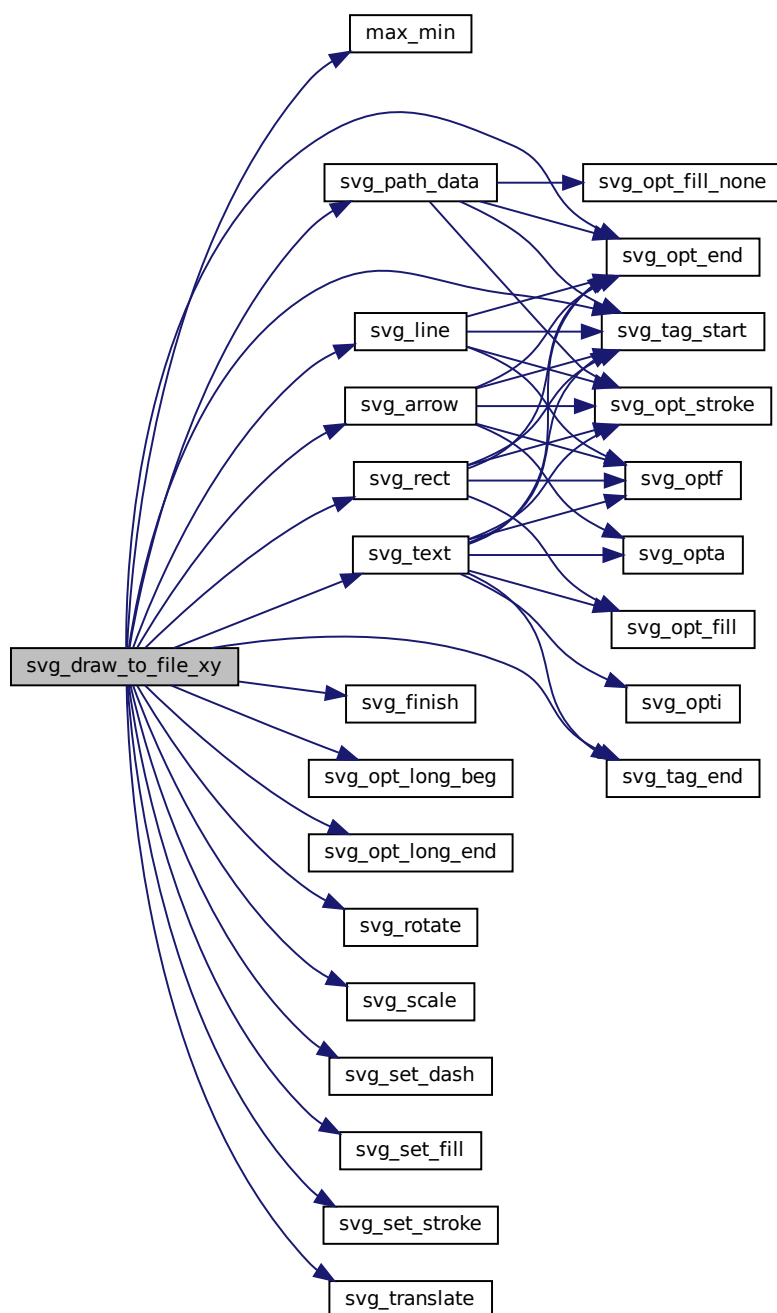 max_min
svg_path_data
svg_opt_fill_none
svg_opt_end
svg_line
svg_tag_start
svg_arrow
svg_opt_stroke
svg_rect
svg_optf
svg_text
svg_opta
svg_opt_fill
svg_draw_to_file_xy
svg_finish
svg_opti
svg_opt_long_beg
svg_tag_end
svg_opt_long_end
svg_rotate
svg_scale
svg_set_dash
svg_set_fill
svg_set_stroke
svg_translate